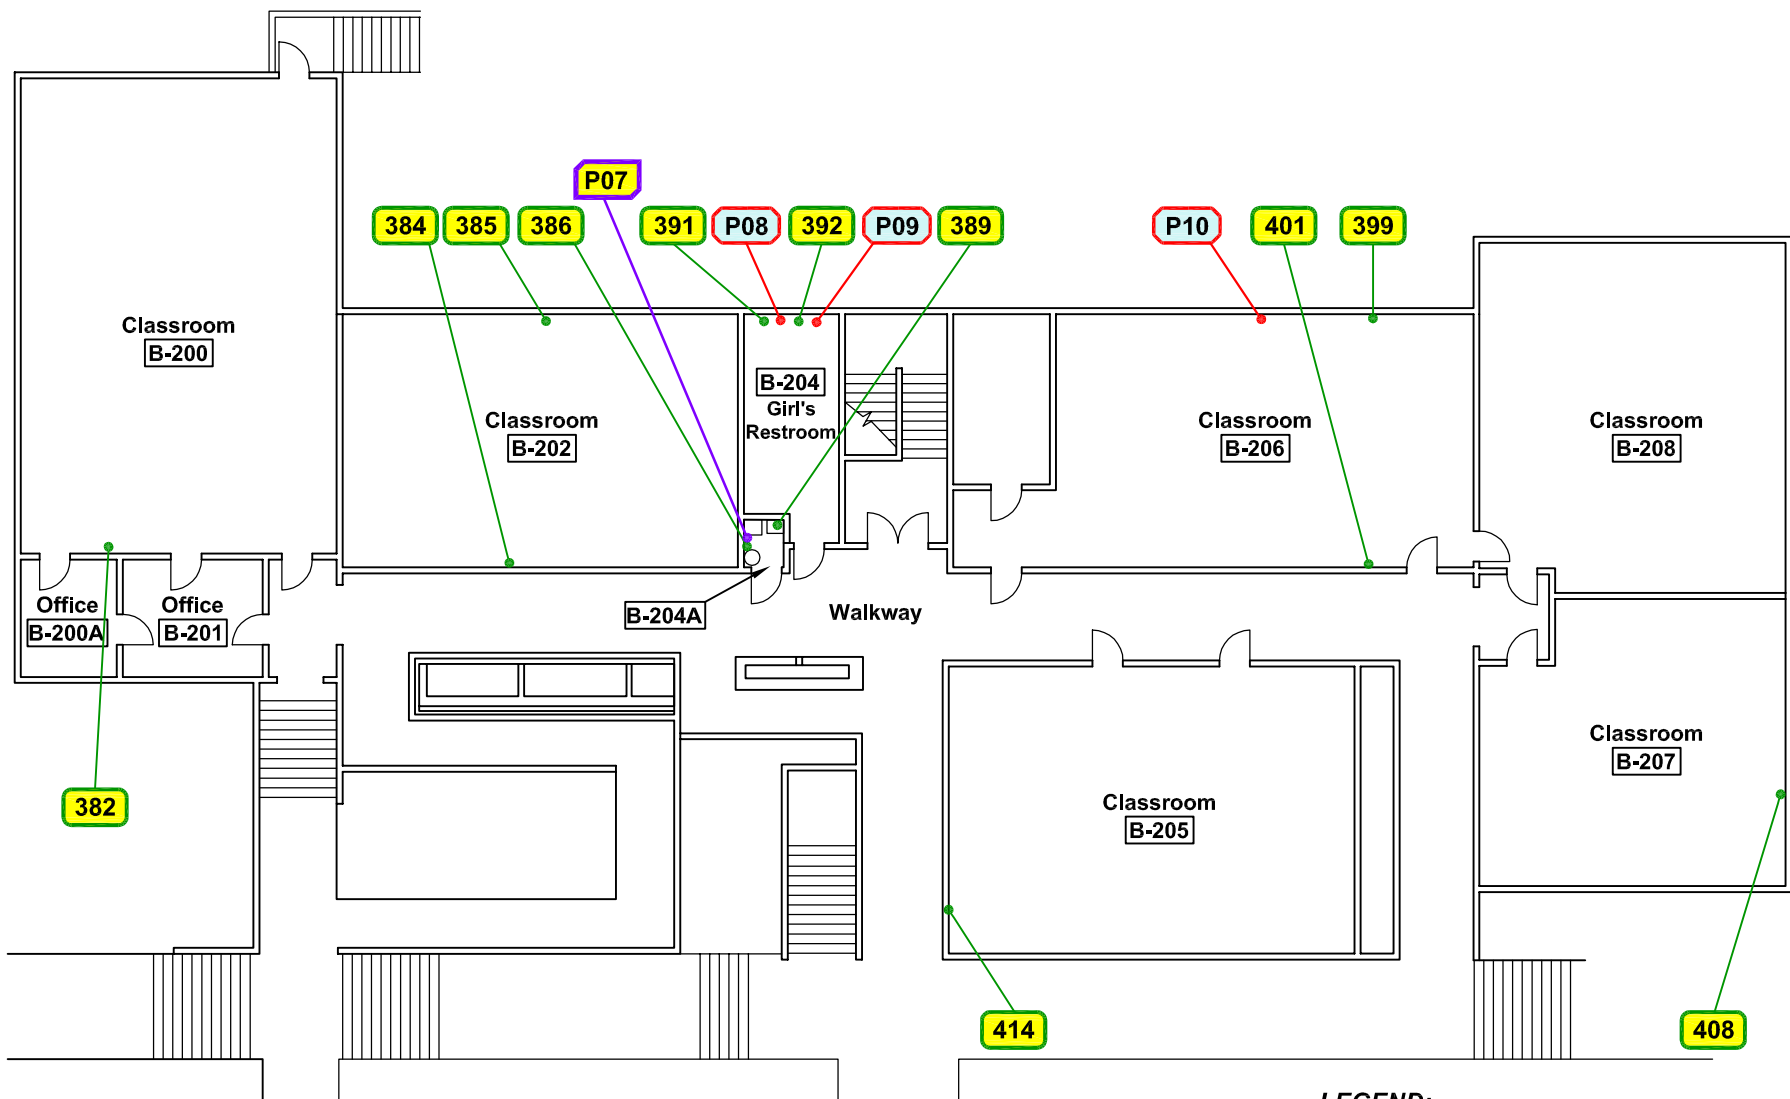 P07
384
385
386
391
P08
392
P09
389
P10
401
399
Classroom
B-200
B-204
Girl's
Restroom
Classroom
B-202
Classroom
B-206
Classroom
B-208
Office
B-200A
Office
B-201
B-204A
Walkway
Classroom
B-207
382
Classroom
B-205
414
408
LEGEND: